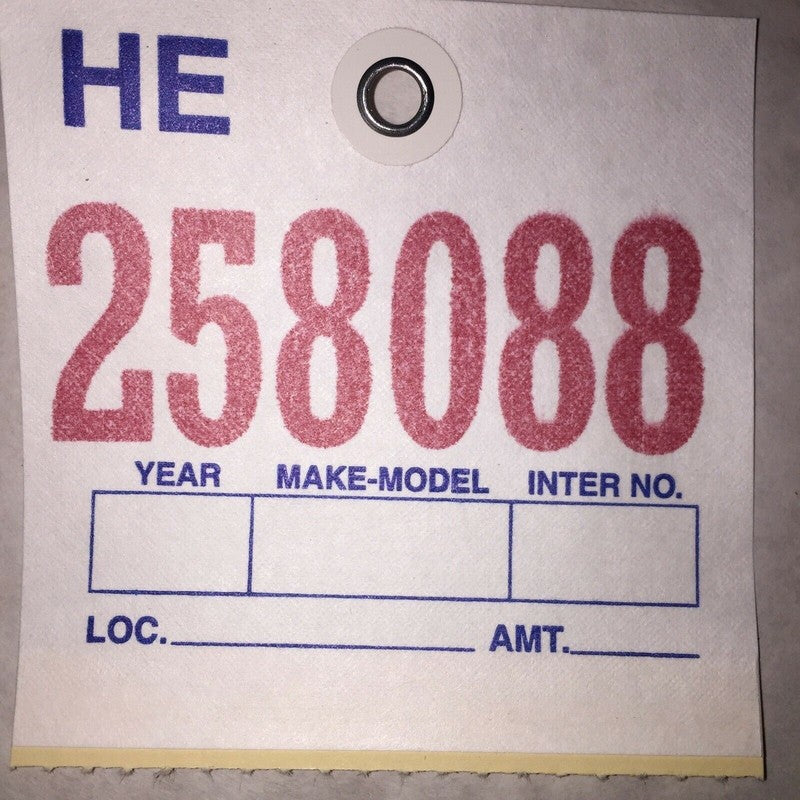 HE
258088
YEAR MAKE-MODEL INTER NO.
LOC. AMT.